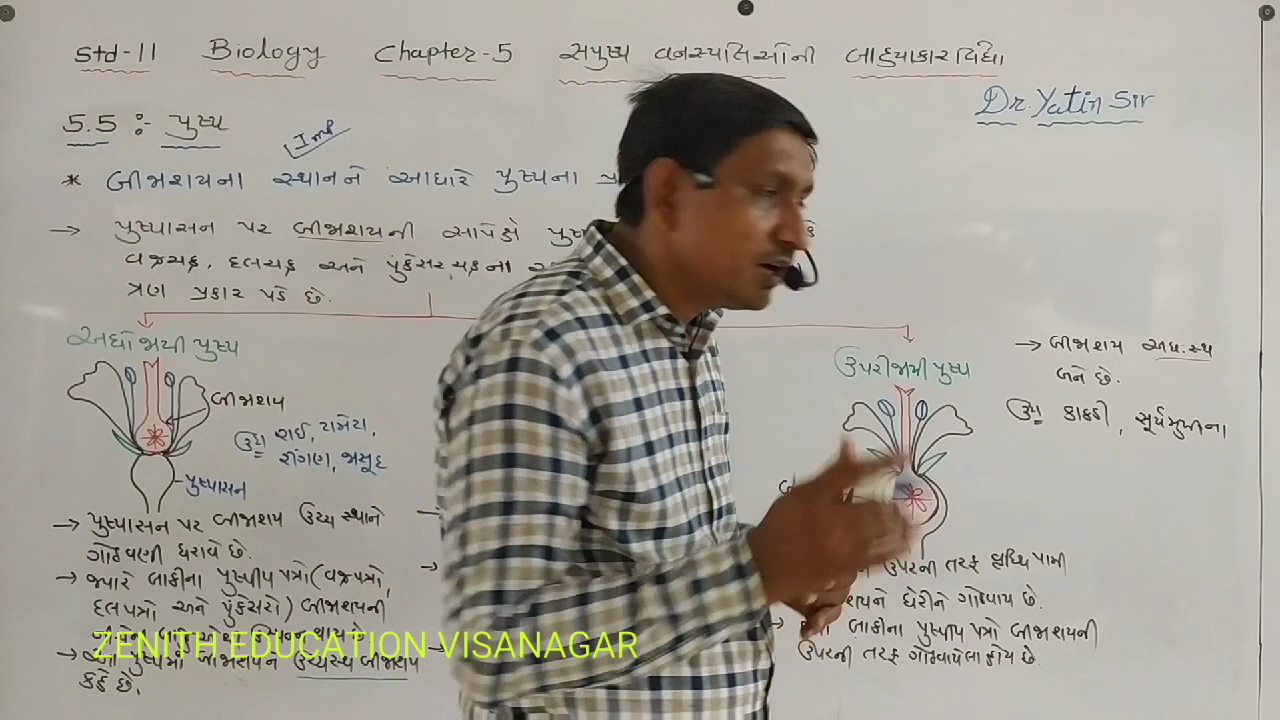 Std-11 Biology Chapter-5 સપુષ્પ વનસ્પતિઓની બાહ્યાકારવિદ્યા
Dr. Yatin Sir
5.5 :- પુષ્પ
Imp
* બીજાશયના સ્થાનને આધારે પુષ્પના
→ પુષ્પાસન પર બીજાશયની સાપેક્ષે
વજ્રચક્ર, દલચક્ર અને પુંકેસરચક્રના
ત્રણ પ્રકાર પડે છે.
અધોજાયી પુષ્પ
ઉપરીજાયી પુષ્પ
→ બીજાશય અધઃસ્થ
બને છે.
ઉદા કાકડી, સૂર્યમુખીના
બીજાશય
ઉદા રાઈ, ટામેટા,
રીંગણ, જાસૂદ
પુષ્પાસન
→ પુષ્પાસન પર બીજાશય ઉચ્ચ સ્થાને
ગોઠવણી ધરાવે છે.
→ જ્યારે બાકીના પુષ્પીય પત્રો (વજ્રપત્રો,
દલપત્રો અને પુંકેસરો) બીજાશયની
→ આ પુષ્પમાં બીજાશયને ઉચ્ચસ્થ બીજાશય
કહે છે.
ઉપરની તરફ વૃદ્ધિ પામી
ઘેરીને ગોઠવાય છે.
→ બાકીના પુષ્પીય પત્રો બીજાશયની
ઉપરની તરફ ગોઠવાયેલા હોય છે.
ZENITH EDUCATION VISANAGAR